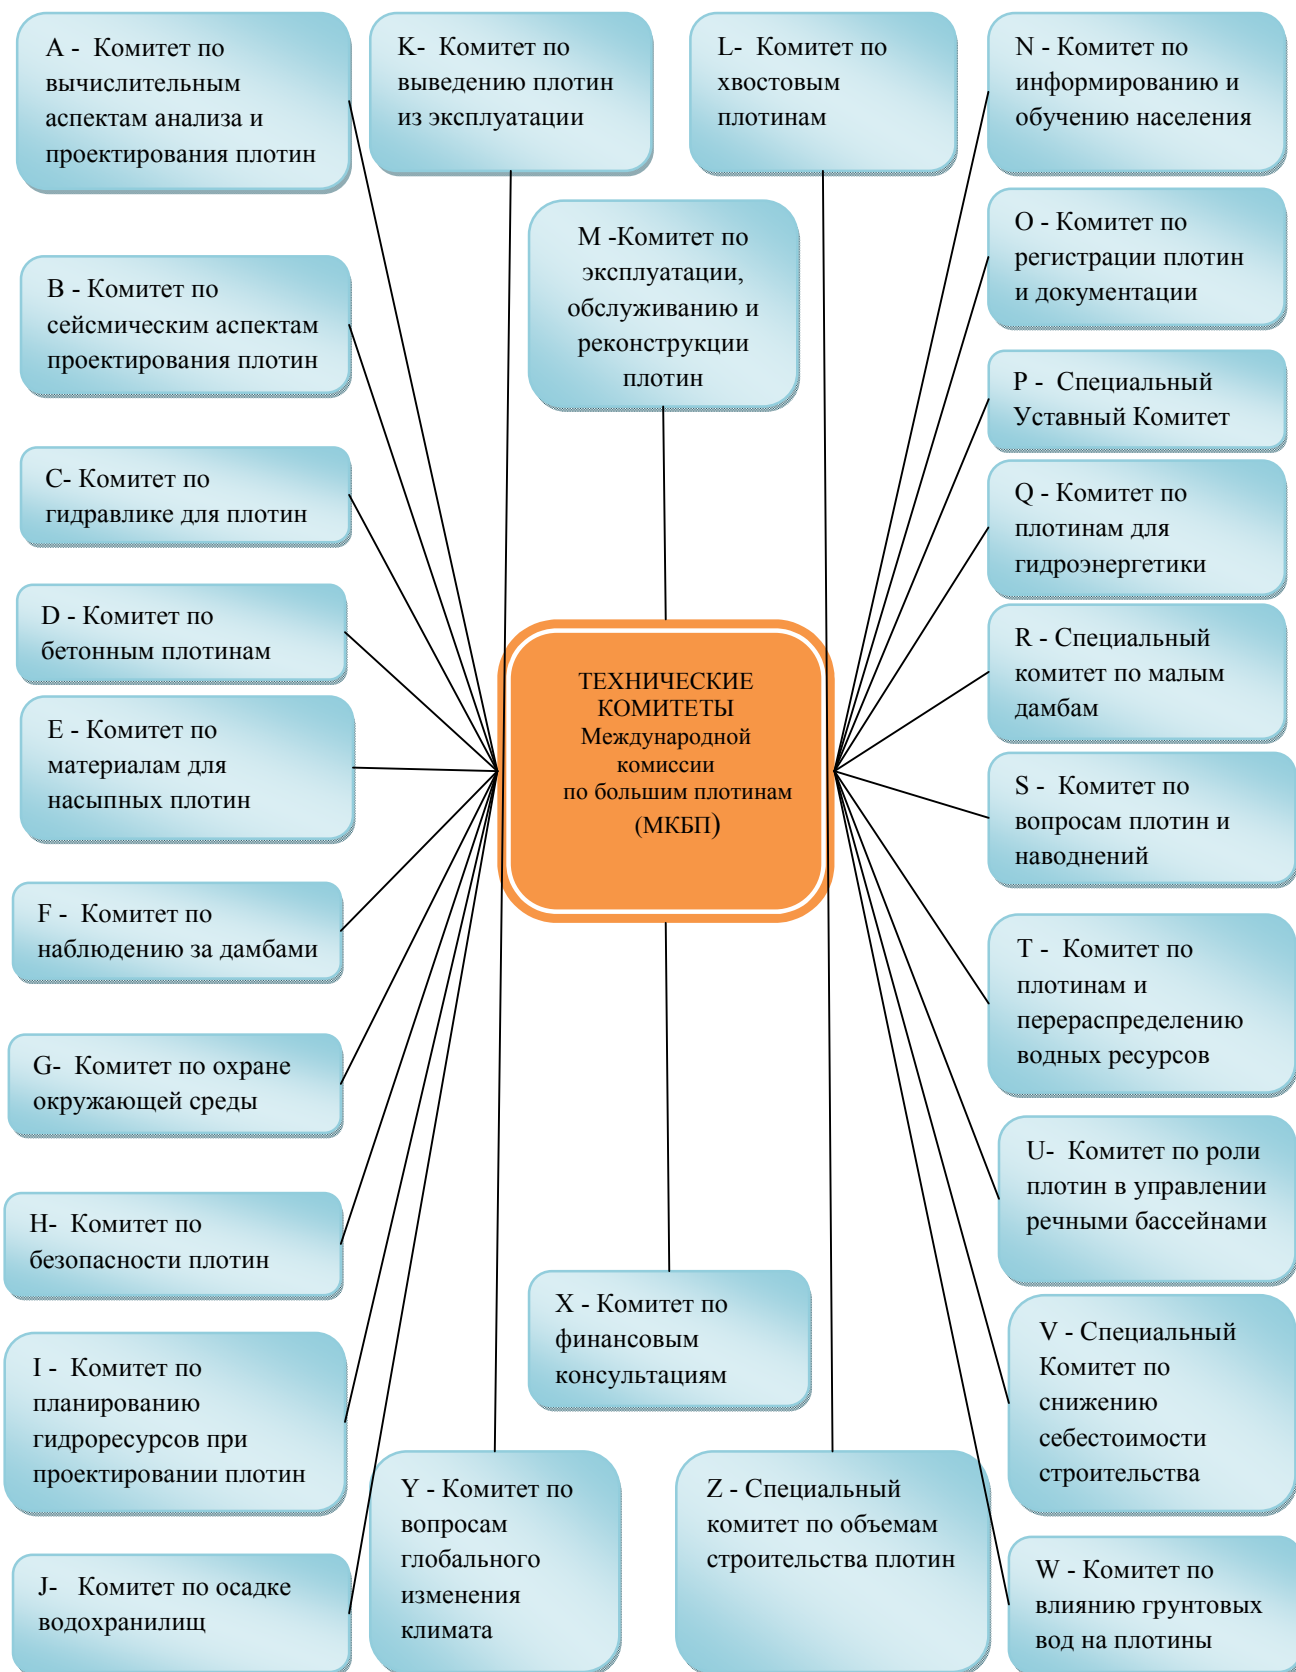 A - Комитет по
вычислительным
аспектам анализа и
проектирования плотин
K- Комитет по
выведению плотин
из эксплуатации
L- Комитет по
хвостовым
плотинам
N - Комитет по
информированию и
обучению населения
M -Комитет по
эксплуатации,
обслуживанию и
реконструкции
плотин
O - Комитет по
регистрации плотин
и документации
B - Комитет по
сейсмическим аспектам
проектирования плотин
P - Специальный
Уставный Комитет
C- Комитет по
гидравлике для плотин
Q - Комитет по
плотинам для
гидроэнергетики
D - Комитет по
бетонным плотинам
R - Специальный
комитет по малым
дамбам
E - Комитет по
материалам для
насыпных плотин
ТЕХНИЧЕСКИЕ
КОМИТЕТЫ
Международной
комиссии
по большим плотинам
(МКБП)
S - Комитет по
вопросам плотин и
наводнений
F - Комитет по
наблюдению за дамбами
T - Комитет по
плотинам и
перераспределению
водных ресурсов
G- Комитет по охране
окружающей среды
U- Комитет по роли
плотин в управлении
речными бассейнами
H- Комитет по
безопасности плотин
X - Комитет по
финансовым
консультациям
V - Специальный
Комитет по
снижению
себестоимости
строительства
I - Комитет по
планированию
гидроресурсов при
проектировании плотин
Y - Комитет по
вопросам
глобального
изменения
климата
Z - Специальный
комитет по объемам
строительства плотин
J- Комитет по осадке
водохранилищ
W - Комитет по
влиянию грунтовых
вод на плотины